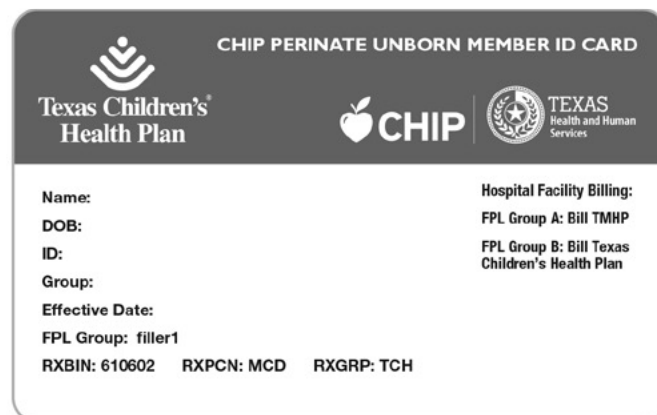 CHIP PERINATE UNBORN MEMBER ID CARD
Texas Children's®
Health Plan
CHIP
TEXAS
Health and Human
Services
Name:
DOB:
ID:
Group:
Effective Date:
FPL Group: filler1
RXBIN: 610602 RXPCN: MCD RXGRP: TCH
Hospital Facility Billing:
FPL Group A: Bill TMHP
FPL Group B: Bill Texas
Children's Health Plan